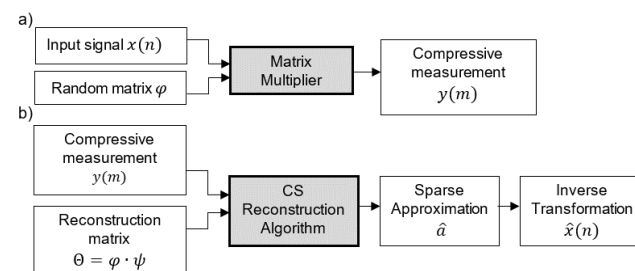 a)
Input signal x(n)
Random matrix φ
Matrix
Multiplier
Compressive
measurement
y(m)
b)
Compressive
measurement
y(m)
Reconstruction
matrix
Θ = φ · ψ
CS
Reconstruction
Algorithm
Sparse
Approximation
â
Inverse
Transformation
x̂(n)